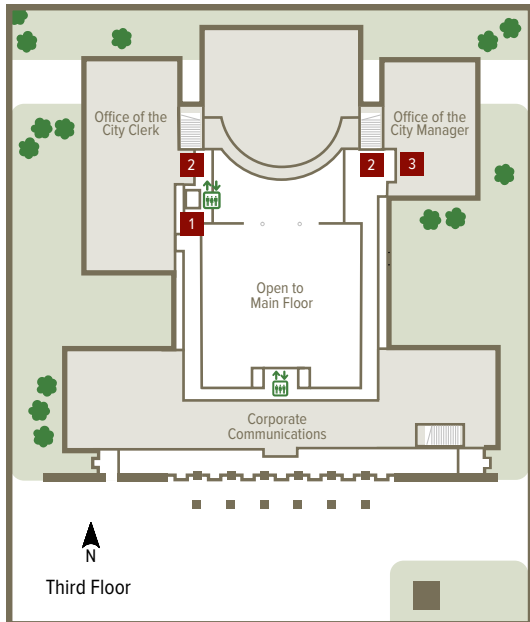 Office of the
City Clerk
Office of the
City Manager
2
2
3
1
Open to
Main Floor
Corporate
Communications
N
Third Floor